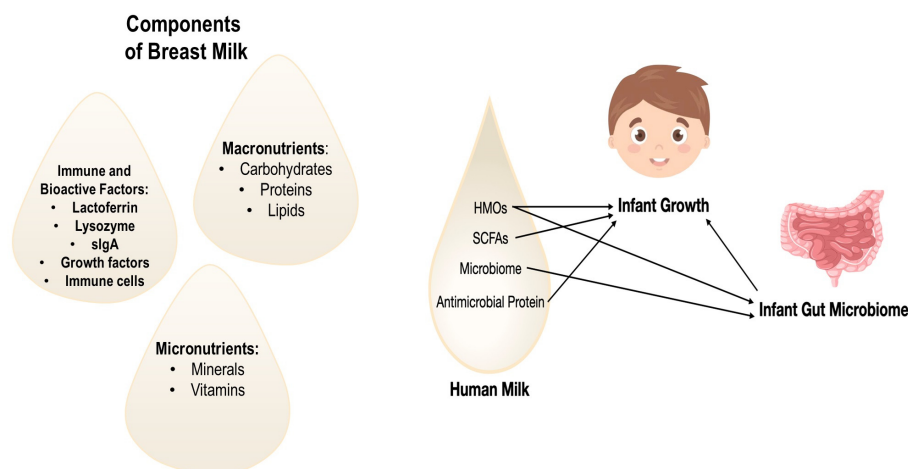 Components
of Breast Milk
Immune and
Bioactive Factors:
• Lactoferrin
• Lysozyme
• sIgA
• Growth factors
• Immune cells
Macronutrients:
• Carbohydrates
• Proteins
• Lipids
Micronutrients:
• Minerals
• Vitamins
HMOs
SCFAs
Microbiome
Antimicrobial Protein
Human Milk
Infant Growth
Infant Gut Microbiome